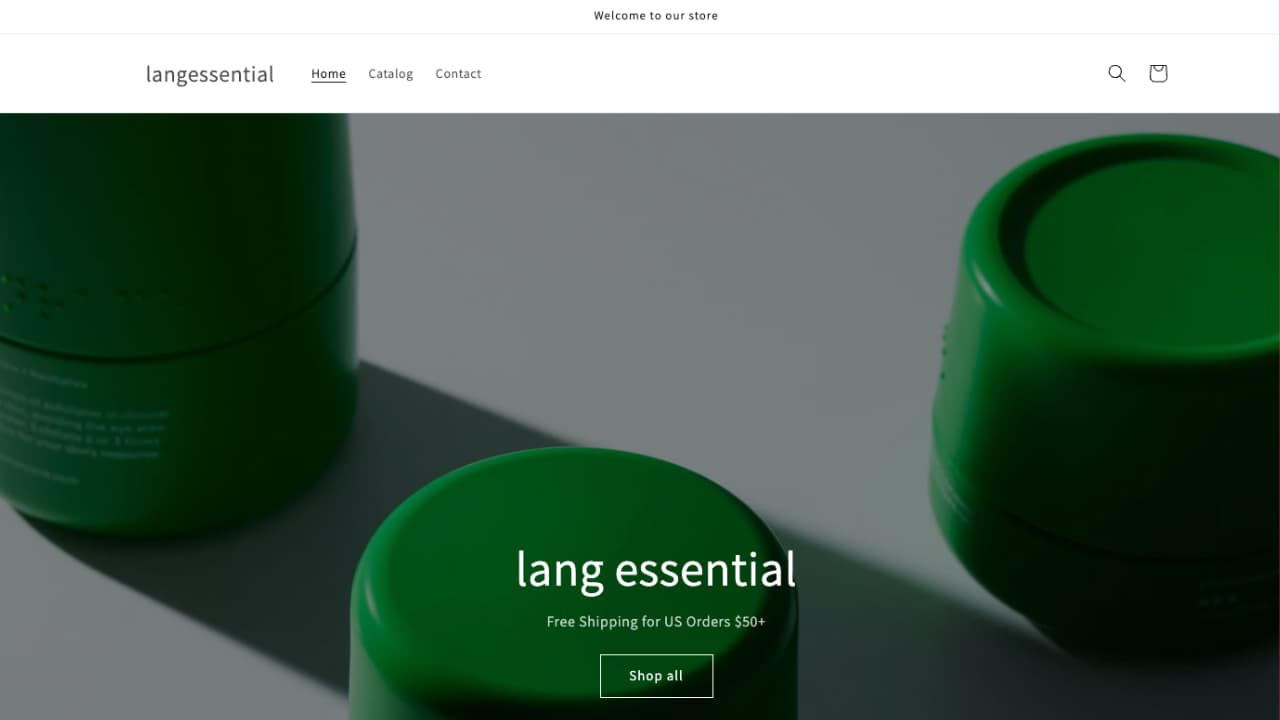 Welcome to our store
langessential
Home
Catalog
Contact
lang essential
Free Shipping for US Orders $50+
Shop all